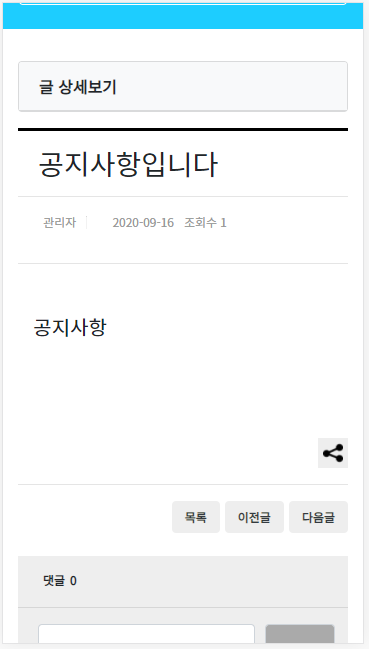 글 상세보기
공지사항입니다
관리자 2020-09-16 조회수 1
공지사항
목록 이전글 다음글
댓글 0